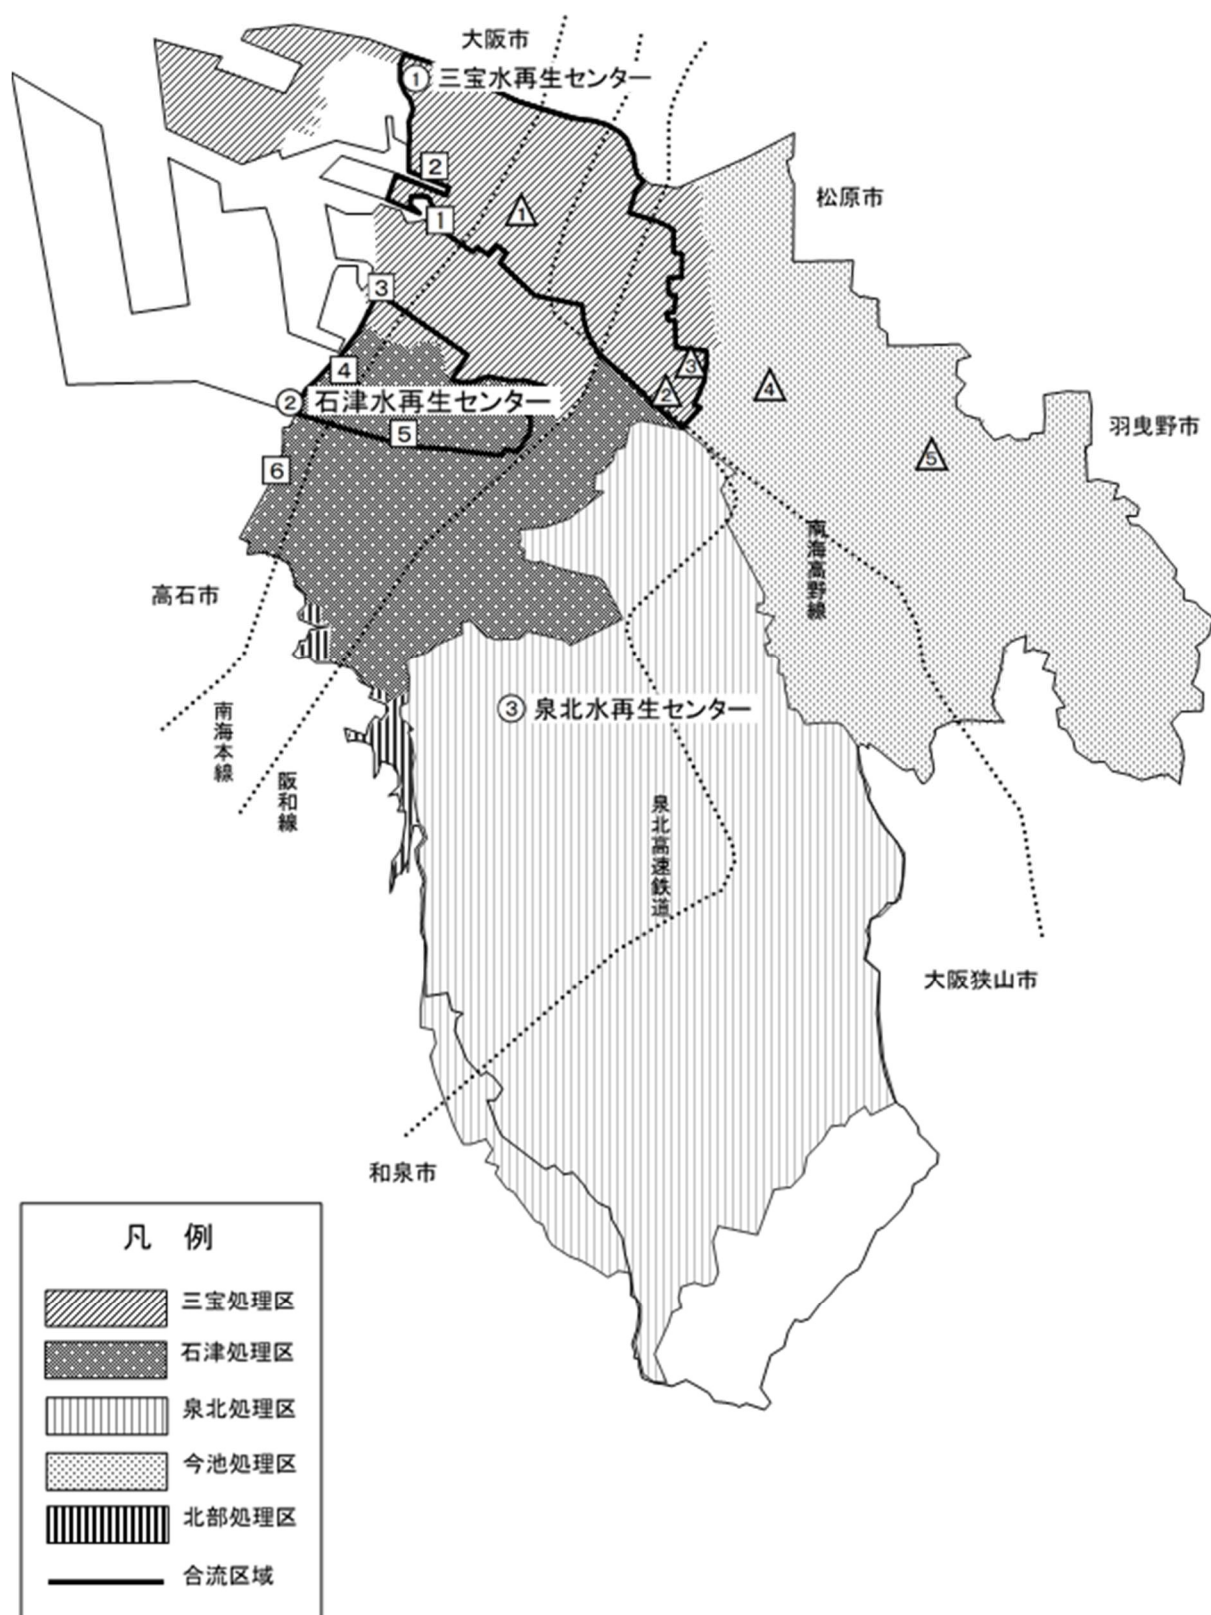 大阪市
① 三宝水再生センター
2
松原市
1
1
3
3
4
2
4
② 石津水再生センター
羽曳野市
5
5
6
南海高野線
高石市
③ 泉北水再生センター
南海本線
阪和線
泉北高速鉄道
大阪狭山市
和泉市
凡 例
三宝処理区
石津処理区
泉北処理区
今池処理区
北部処理区
合流区域